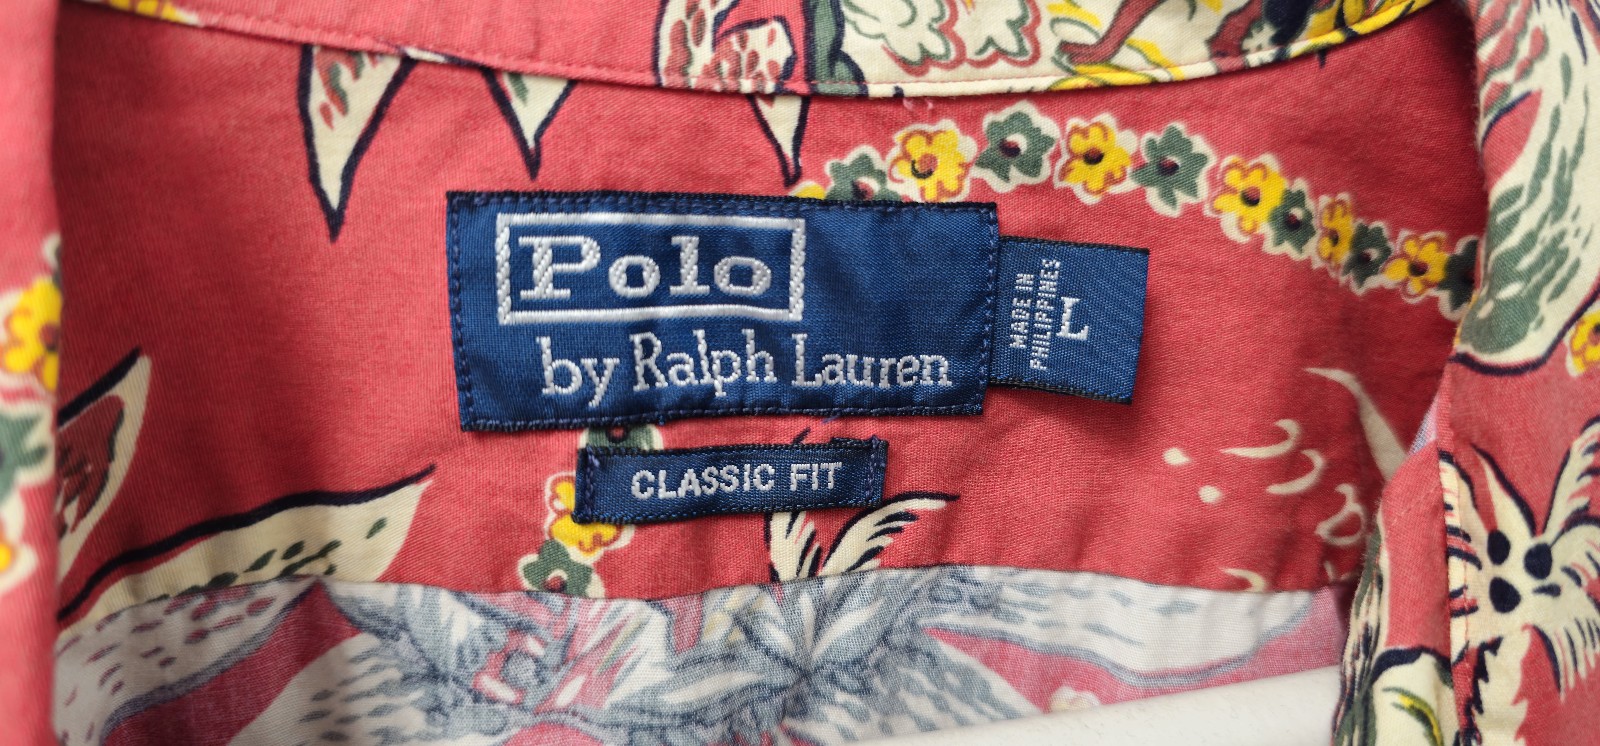 Polo
by Ralph Lauren
MADE IN
PHILIPPINES
L
CLASSIC FIT